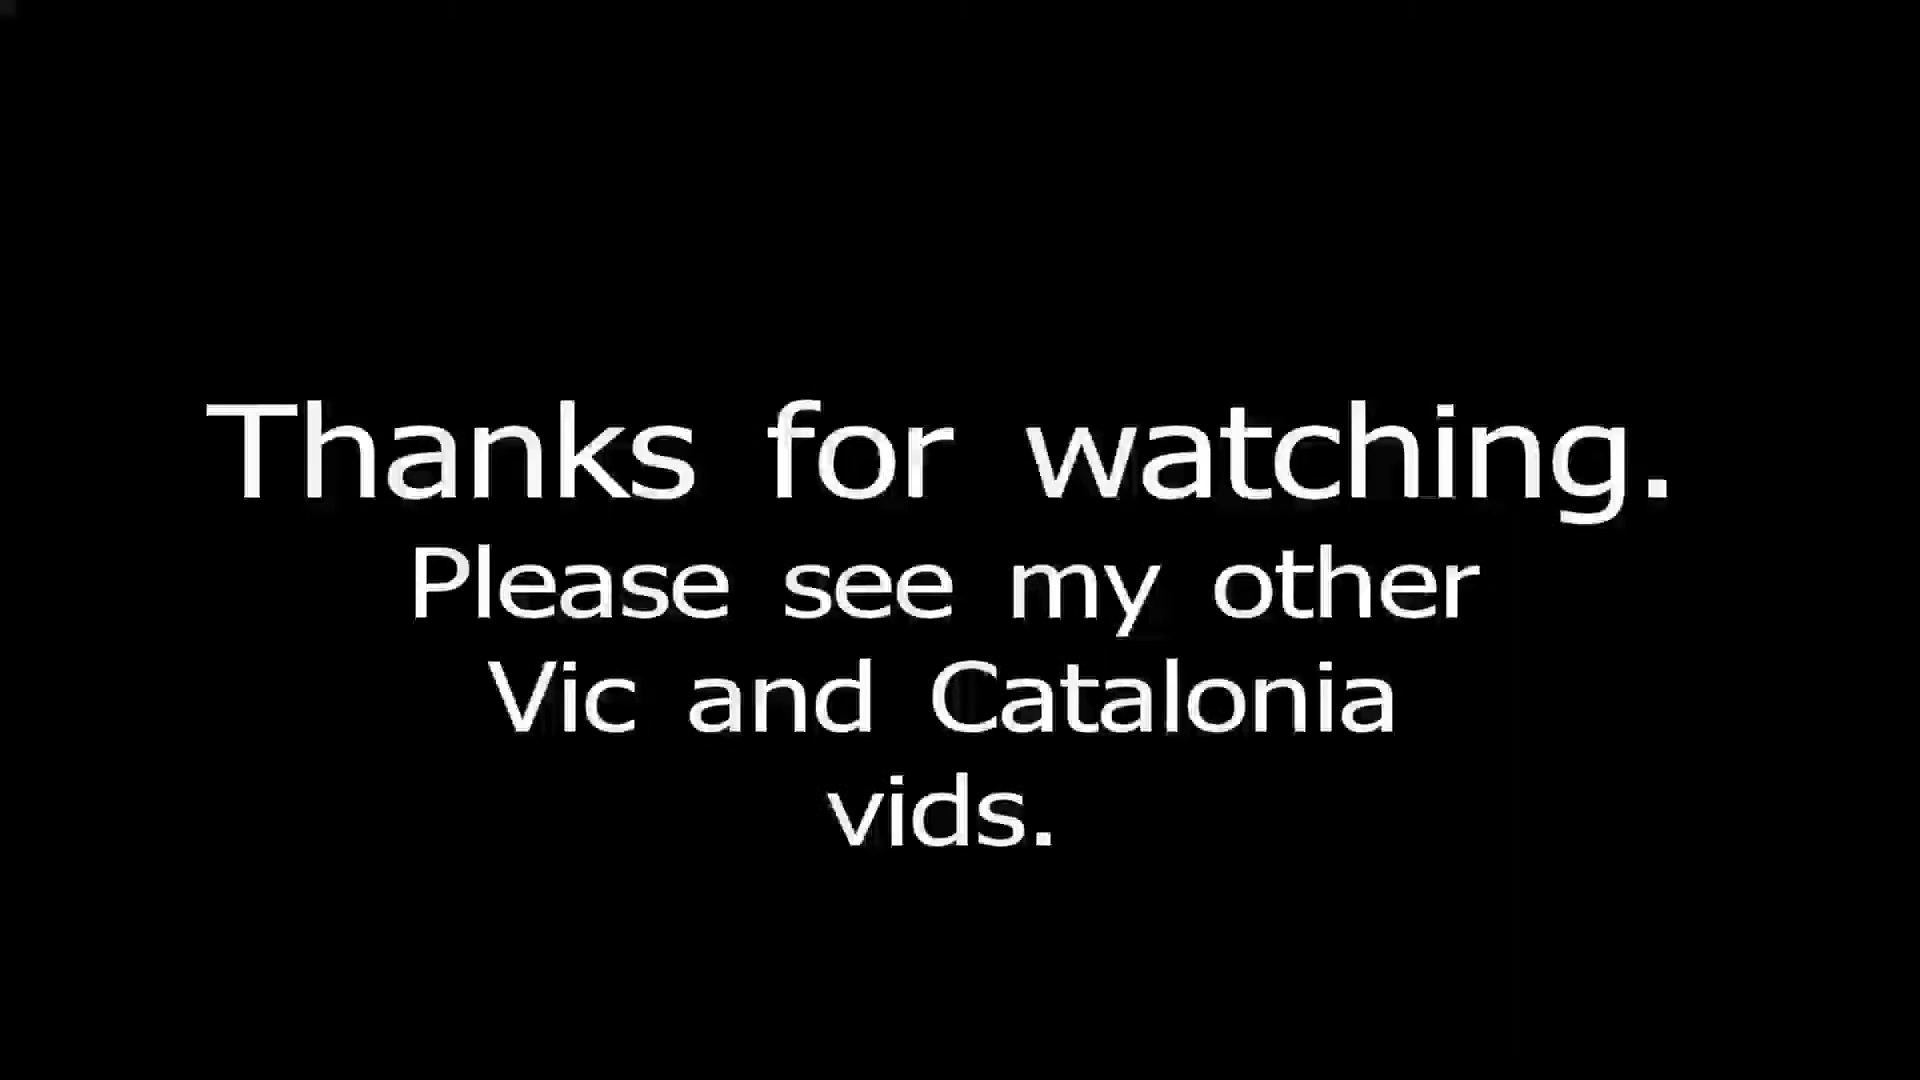 Thanks for watching.
Please see my other
Vic and Catalonia
vids.